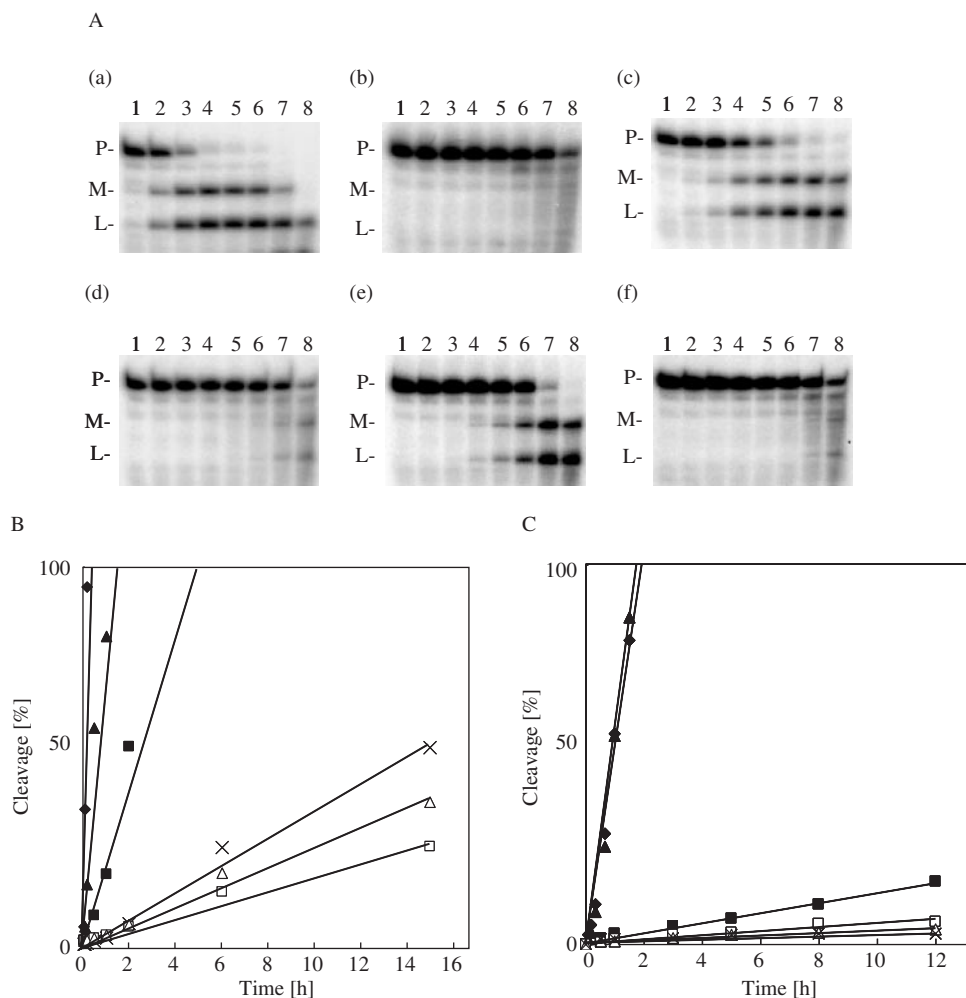 A
(a) (b) (c)
1 2 3 4 5 6 7 8 1 2 3 4 5 6 7 8 1 2 3 4 5 6 7 8
P- P- P-
M- M- M-
L- L- L-
(d) (e) (f)
1 2 3 4 5 6 7 8 1 2 3 4 5 6 7 8 1 2 3 4 5 6 7 8
P- P- P-
M- M- M-
L- L- L-
B C
100 100
Cleavage [%] Cleavage [%]
50 50
0 0
0 2 4 6 8 10 12 14 16 0 2 4 6 8 10 12
Time [h] Time [h]